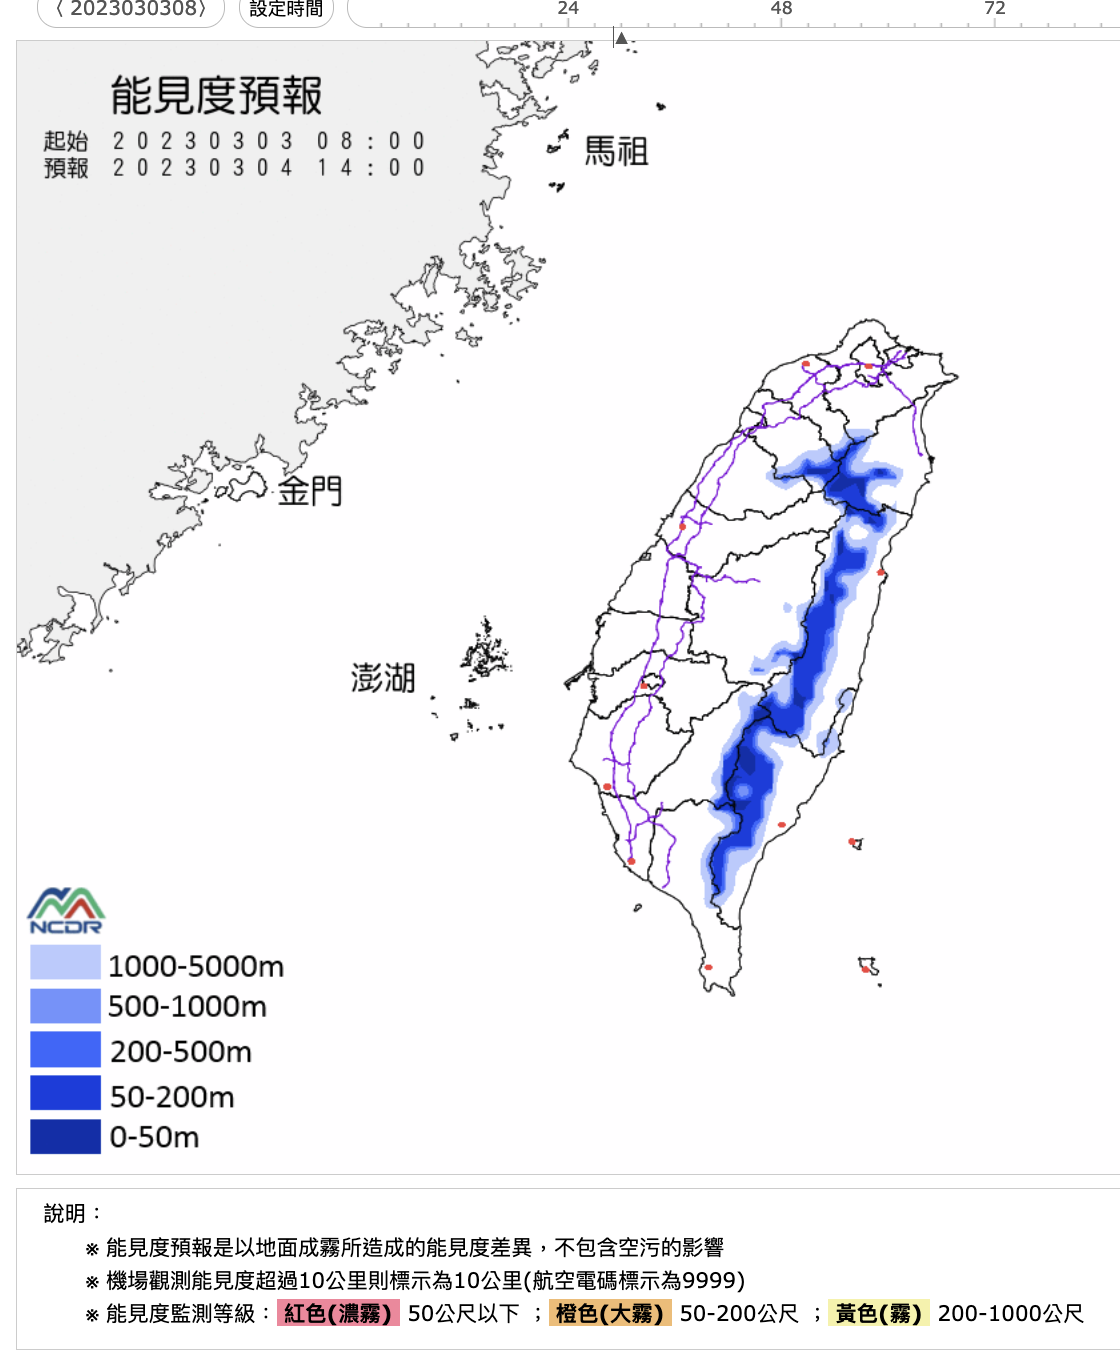 〈 2023030308〉 設定時間 24 48 72
能見度預報
起始 20230303 08:00
預報 20230304 14:00
馬祖
金門
澎湖
NCDR
1000-5000m
500-1000m
200-500m
50-200m
0-50m
說明：
※ 能見度預報是以地面成霧所造成的能見度差異，不包含空污的影響
※ 機場觀測能見度超過10公里則標示為10公里(航空電碼標示為9999)
※ 能見度監測等級： 紅色(濃霧) 50公尺以下 ； 橙色(大霧) 50-200公尺 ； 黃色(霧) 200-1000公尺